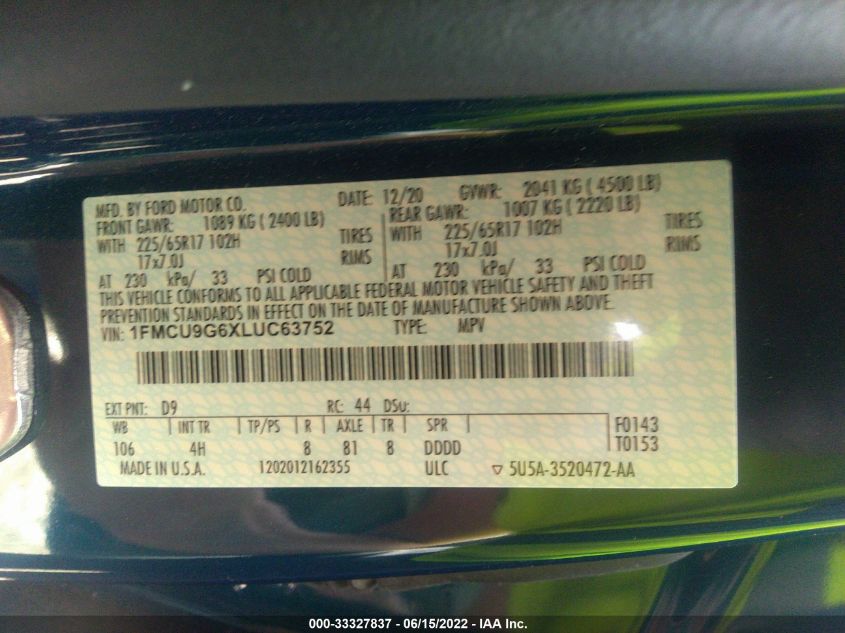 MFD. BY FORD MOTOR CO. DATE: 12/20 GVWR: 2041 KG ( 4500 LB)
FRONT GAWR: 1089 KG ( 2400 LB) REAR GAWR: 1007 KG ( 2220 LB)
WITH 225/65R17 102H TIRES WITH 225/65R17 102H TIRES
17x7.0J RIMS 17x7.0J RIMS
AT 230 kPa/ 33 PSI COLD AT 230 kPa/ 33 PSI COLD
THIS VEHICLE CONFORMS TO ALL APPLICABLE FEDERAL MOTOR VEHICLE SAFETY AND THEFT
PREVENTION STANDARDS IN EFFECT ON THE DATE OF MANUFACTURE SHOWN ABOVE.
VIN: 1FMCU9G6XLUC63752 TYPE: MPV
EXT PNT: D9 RC: 44 DSO:
WB INT TR TP/PS R AXLE TR SPR F0143
106 4H 8 81 8 DDDD T0153
MADE IN U.S.A. 1202012162355 ULC ▽ 5U5A-3520472-AA
000-33327837 - 06/15/2022 - IAA Inc.